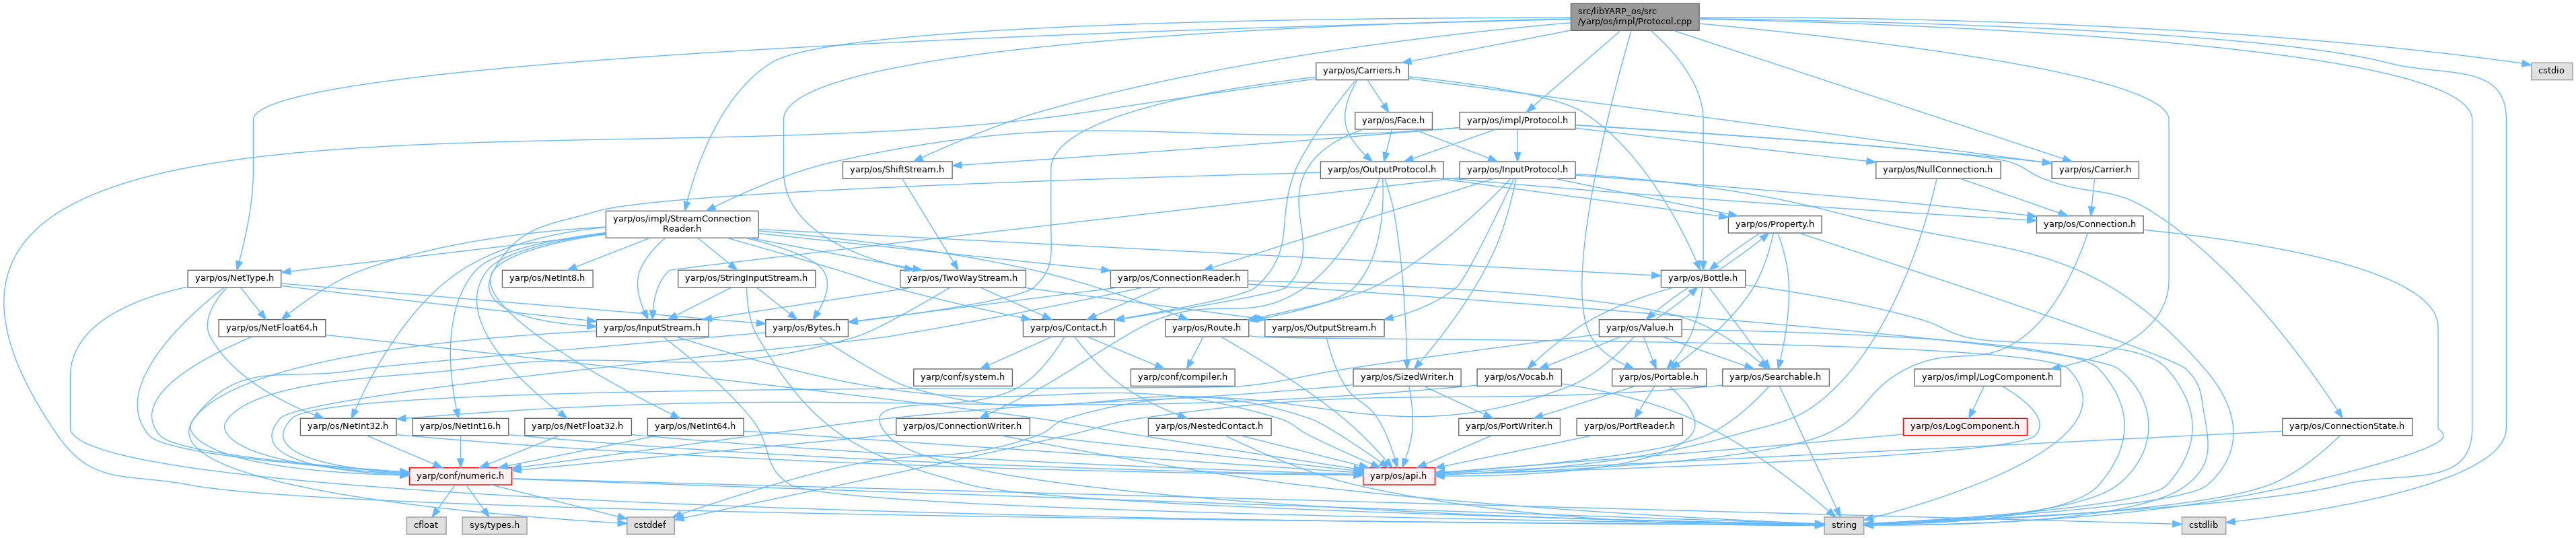 src/libYARP_os/src
/yarp/os/impl/Protocol.cpp
yarp/os/Carriers.h
cstdio
yarp/os/Face.h
yarp/os/impl/Protocol.h
yarp/os/ShiftStream.h
yarp/os/OutputProtocol.h
yarp/os/InputProtocol.h
yarp/os/NullConnection.h
yarp/os/Carrier.h
yarp/os/impl/StreamConnection
Reader.h
yarp/os/Property.h
yarp/os/Connection.h
yarp/os/NetType.h
yarp/os/NetInt8.h
yarp/os/StringInputStream.h
yarp/os/TwoWayStream.h
yarp/os/ConnectionReader.h
yarp/os/Bottle.h
yarp/os/NetFloat64.h
yarp/os/InputStream.h
yarp/os/Bytes.h
yarp/os/Contact.h
yarp/os/Route.h
yarp/os/OutputStream.h
yarp/os/Value.h
yarp/conf/system.h
yarp/conf/compiler.h
yarp/os/SizedWriter.h
yarp/os/Vocab.h
yarp/os/Portable.h
yarp/os/Searchable.h
yarp/os/impl/LogComponent.h
yarp/os/NetInt32.h
yarp/os/NetInt16.h
yarp/os/NetFloat32.h
yarp/os/NetInt64.h
yarp/os/ConnectionWriter.h
yarp/os/NestedContact.h
yarp/os/PortWriter.h
yarp/os/PortReader.h
yarp/os/LogComponent.h
yarp/os/ConnectionState.h
yarp/conf/numeric.h
yarp/os/api.h
cfloat
sys/types.h
cstddef
string
cstdlib